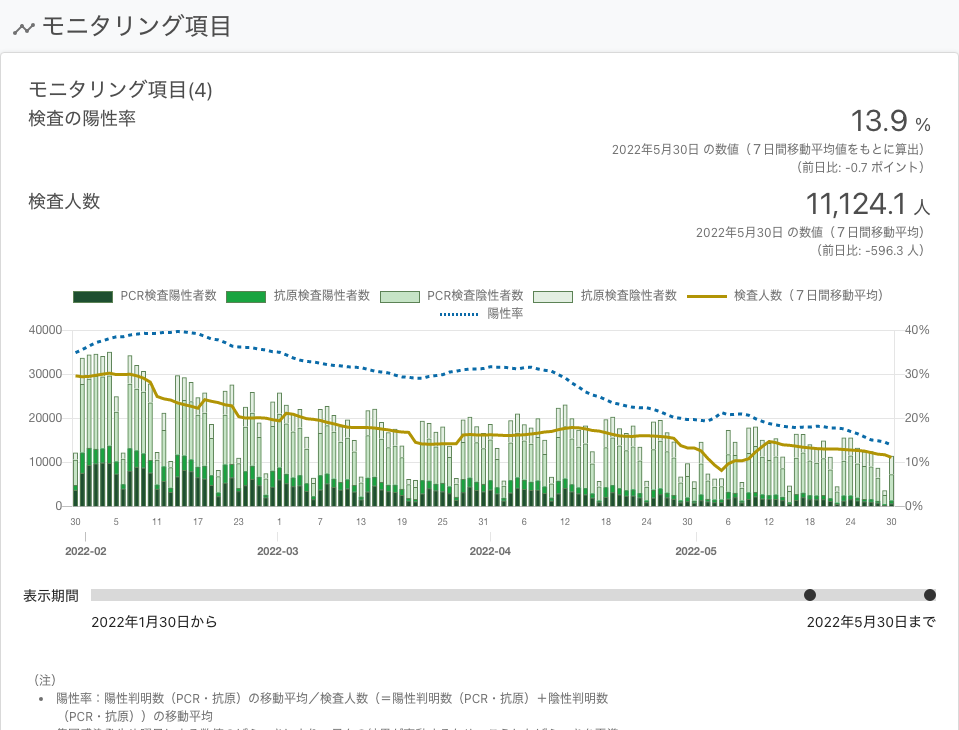 モニタリング項目
モニタリング項目(4)
検査の陽性率
13.9 %
2022年5月30日 の数値（７日間移動平均値をもとに算出）
（前日比: -0.7 ポイント）
検査人数
11,124.1 人
2022年5月30日 の数値（７日間移動平均）
（前日比: -596.3 人）
PCR検査陽性者数 抗原検査陽性者数 PCR検査陰性者数 抗原検査陰性者数 検査人数（７日間移動平均）
陽性率
40000 40%
30000 30%
20000 20%
10000 10%
0 0%
30 5 11 17 23 1 7 13 19 25 31 6 12 18 24 30 6 12 18 24 30
2022-02 2022-03 2022-04 2022-05
表示期間
2022年1月30日から 2022年5月30日まで
（注）
• 陽性率：陽性判明数（PCR・抗原）の移動平均／検査人数（＝陽性判明数（PCR・抗原）＋陰性判明数
（PCR・抗原））の移動平均